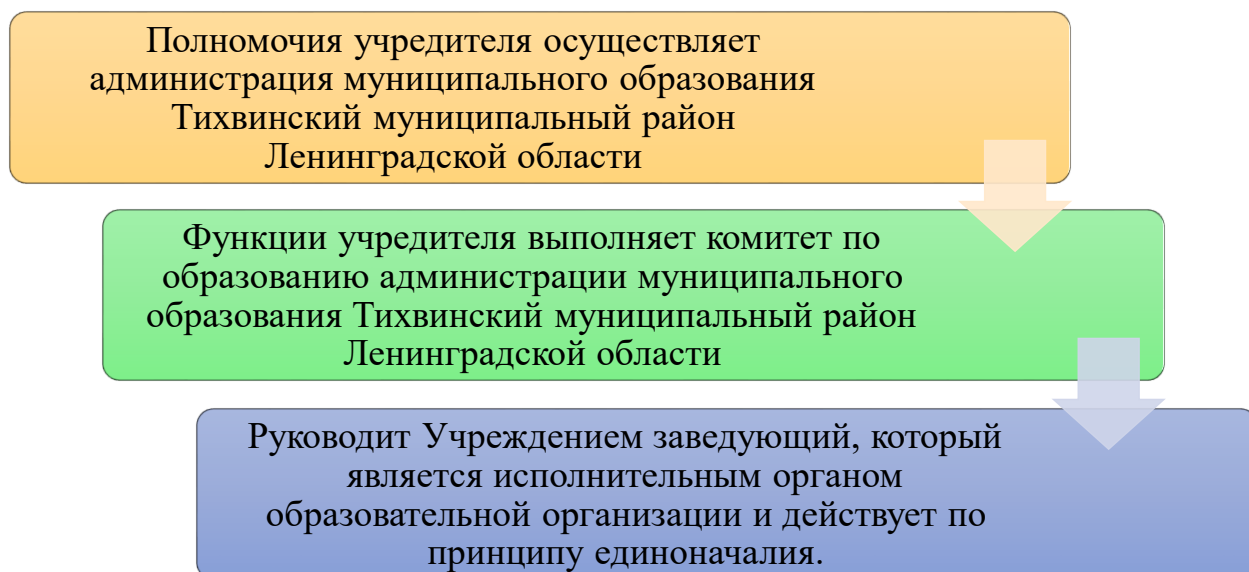 Полномочия учредителя осуществляет
администрация муниципального образования
Тихвинский муниципальный район
Ленинградской области
Функции учредителя выполняет комитет по
образованию администрации муниципального
образования Тихвинский муниципальный район
Ленинградской области
Руководит Учреждением заведующий, который
является исполнительным органом
образовательной организации и действует по
принципу единоначалия.